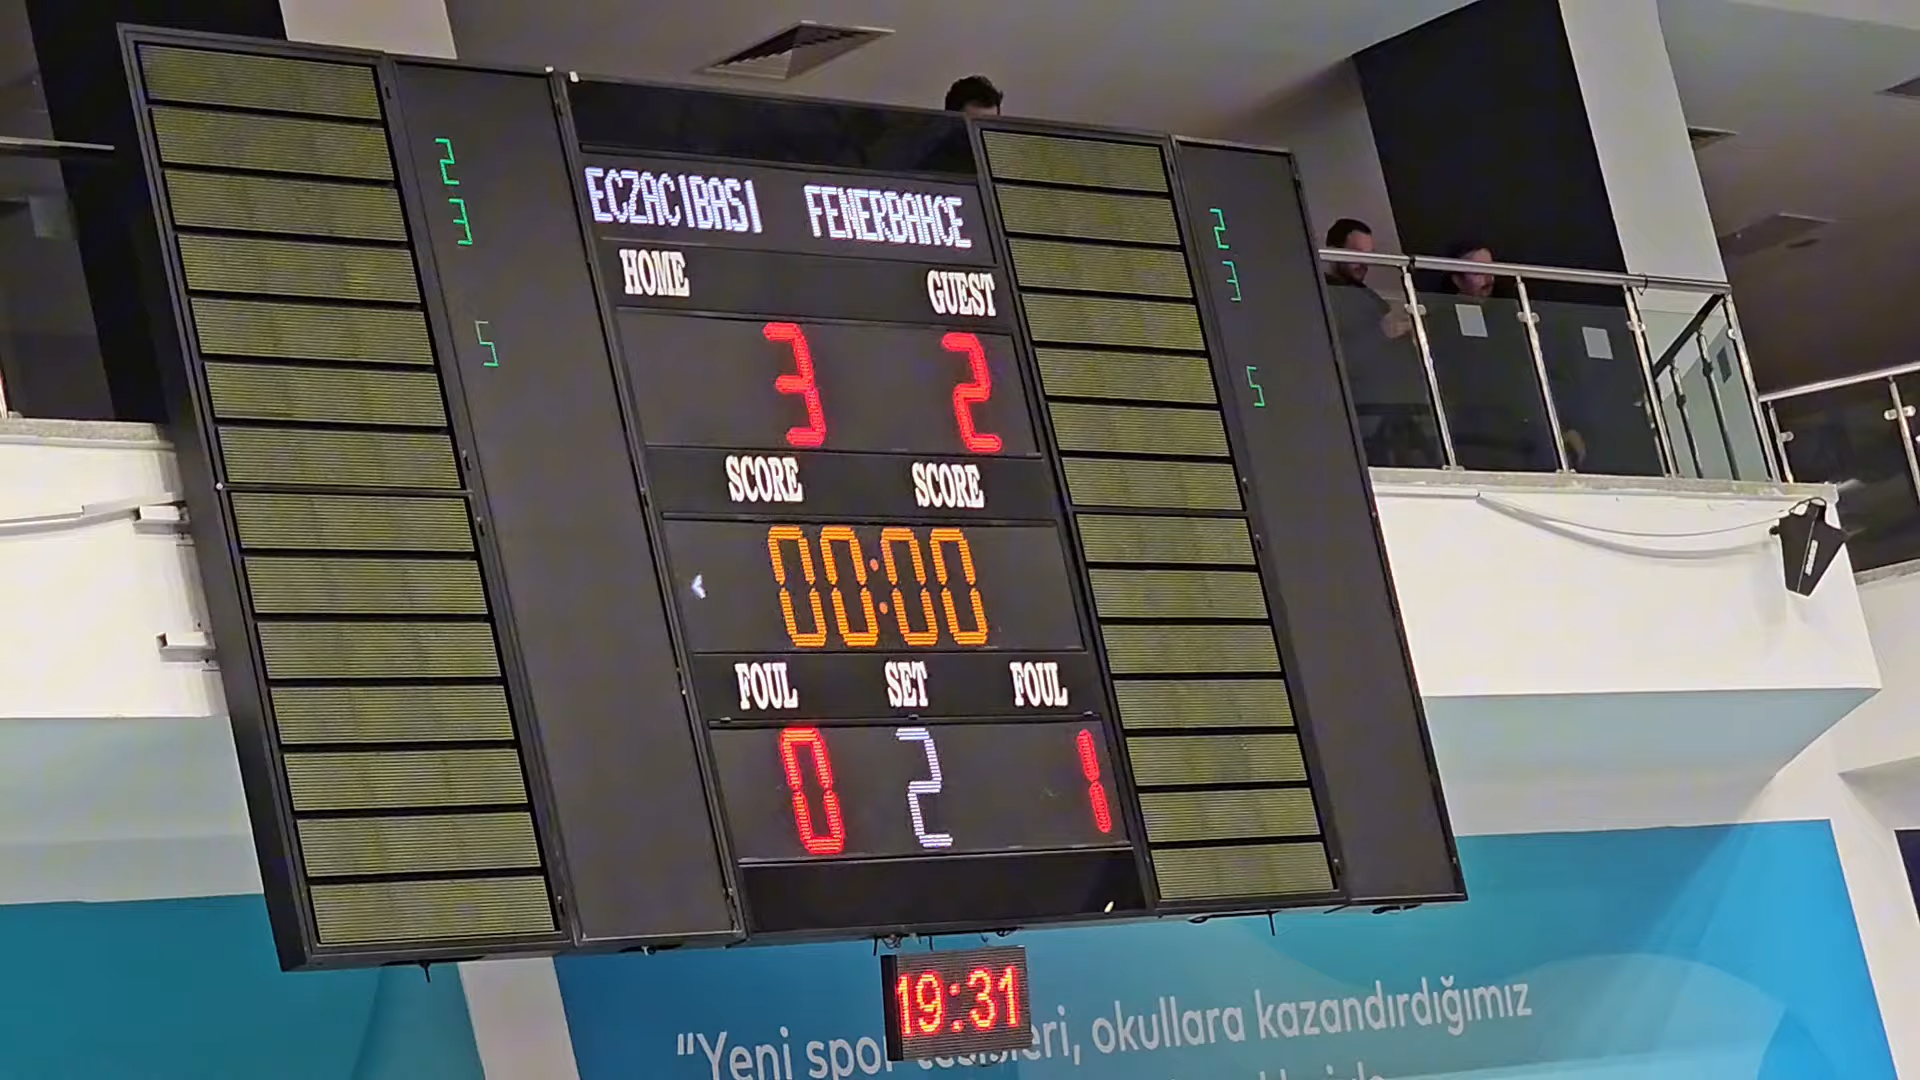 ECZACIBASI FENERBAHCE
HOME GUEST
3 2
SCORE SCORE
00:00
FOUL SET FOUL
0 2 1
2
3
5
2
3
5
19:31
"Yeni spor okullara kazandırdığımız